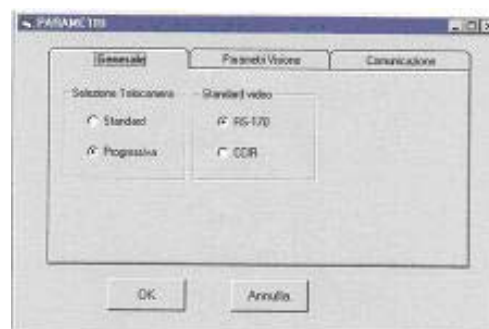 PARAMETRI
Generale
Parametri Visione
Comunicazione
Selezione Telecamera
Standard video
Standard
RS-170
Progressiva
CCIR
OK
Annulla